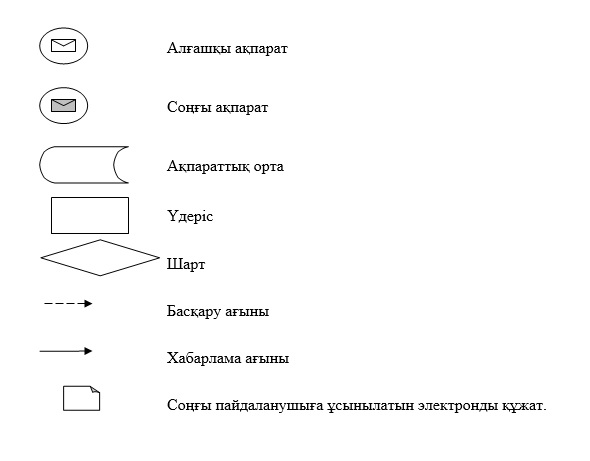 Алғашқы ақпарат
Соңғы ақпарат
Ақпараттық орта
Үдеріс
Шарт
Басқару ағыны
Хабарлама ағыны
Соңғы пайдаланушыға ұсынылатын электронды құжат.